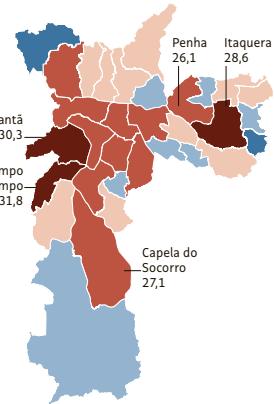 Penha
26,1
Itaquera
28,6
antã
30,3
mpo
mpo
31,8
Capela do
Socorro
27,1